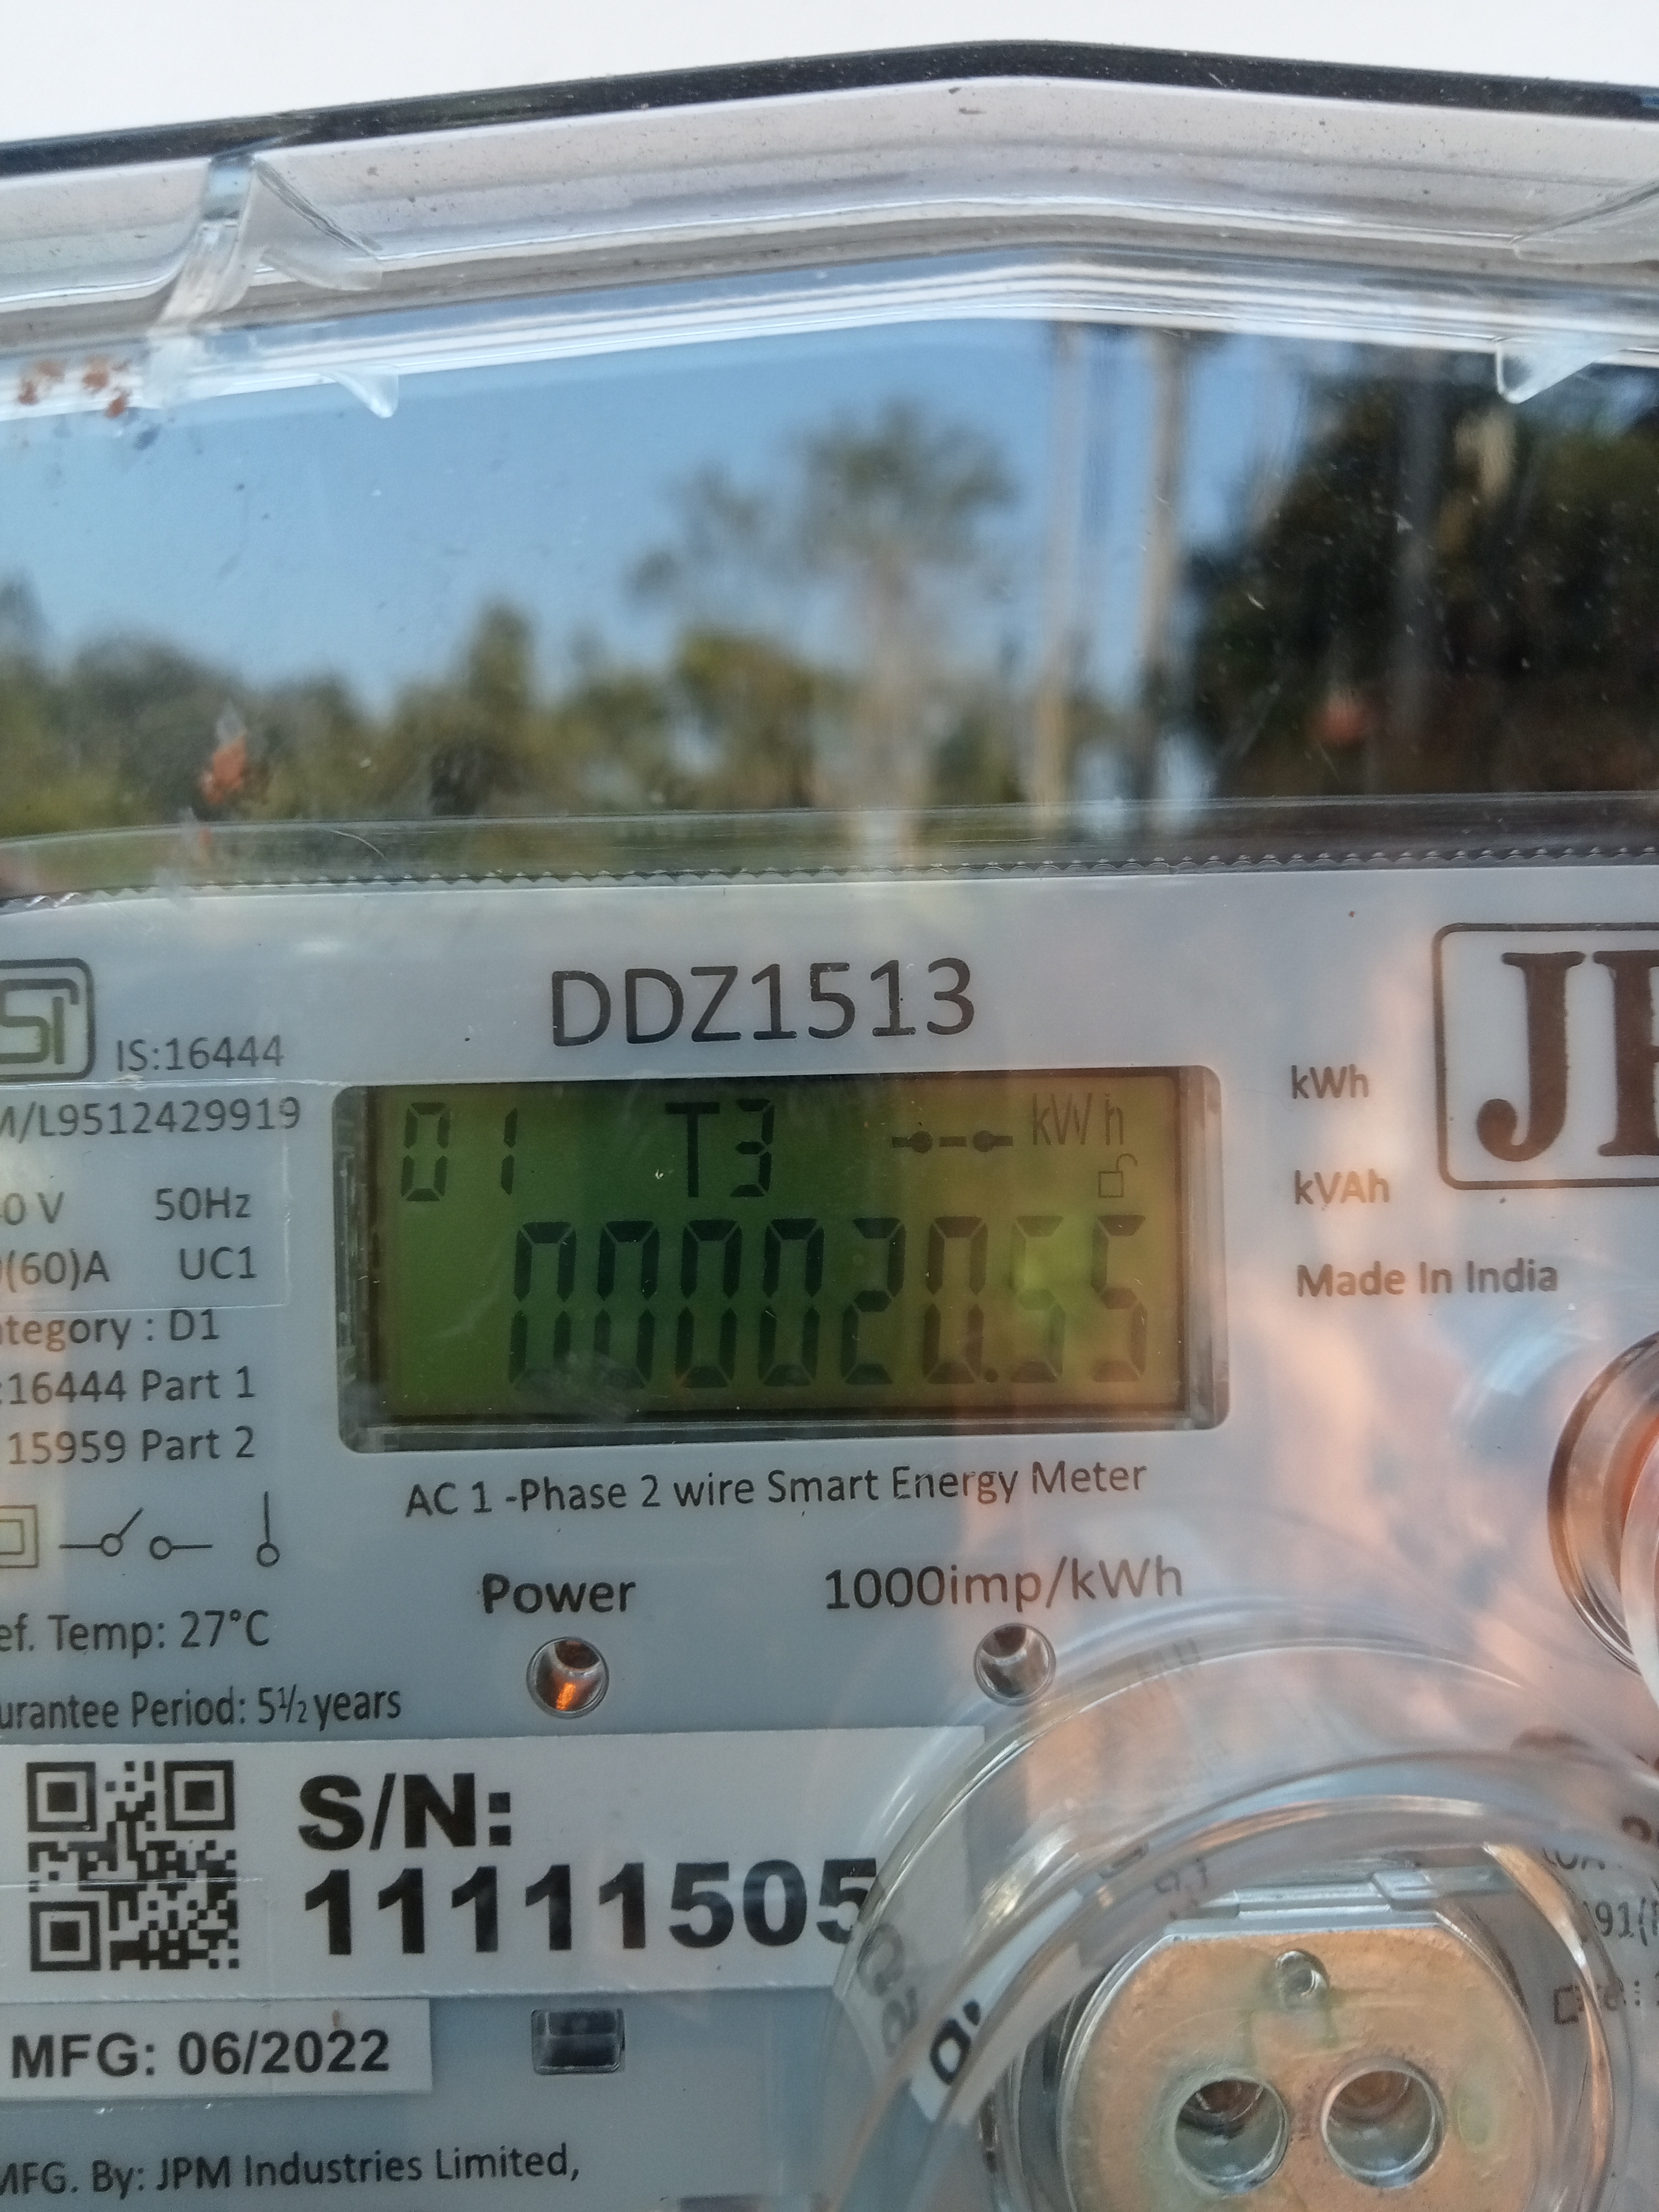 DDZ1513
IS:16444
M/L9512429919
0 V 50Hz
(60)A UC1
tegory : D1
:16444 Part 1
15959 Part 2
ef. Temp: 27°C
urantee Period: 5½ years
01 T3 kWh
000020.55
kWh
kVAh
Made In India
AC 1 -Phase 2 wire Smart Energy Meter
Power 1000imp/kWh
S/N:
11111505
MFG: 06/2022
MFG. By: JPM Industries Limited,